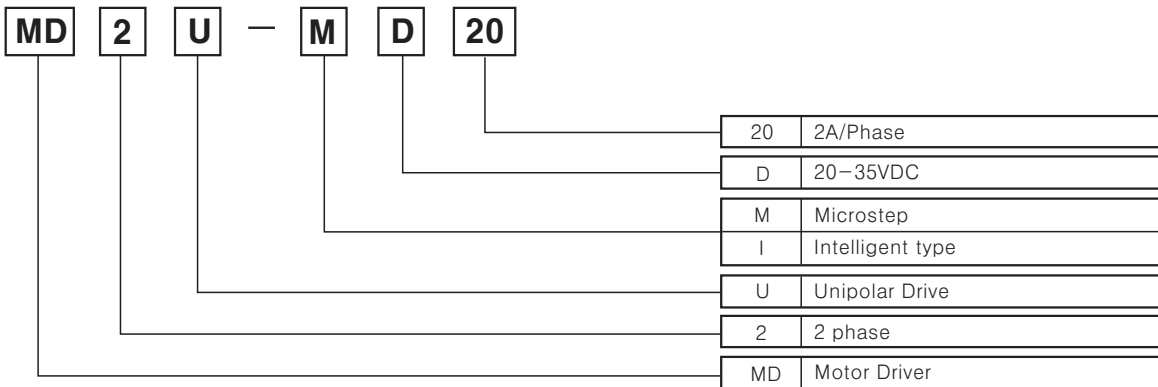 MD 2 U － M D 20
20 2A/Phase
D 20－35VDC
M Microstep
I Intelligent type
U Unipolar Drive
2 2 phase
MD Motor Driver